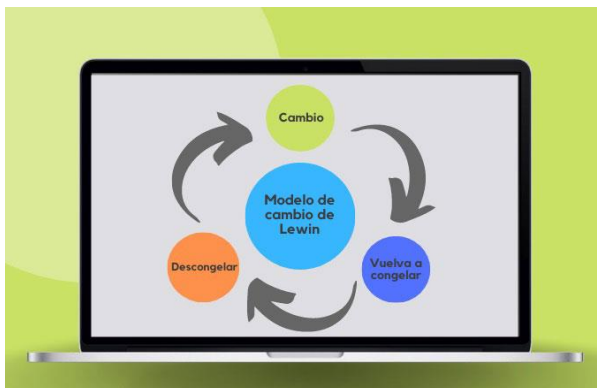 Cambio
Modelo de
cambio de
Lewin
Descongelar
Vuelva a
congelar